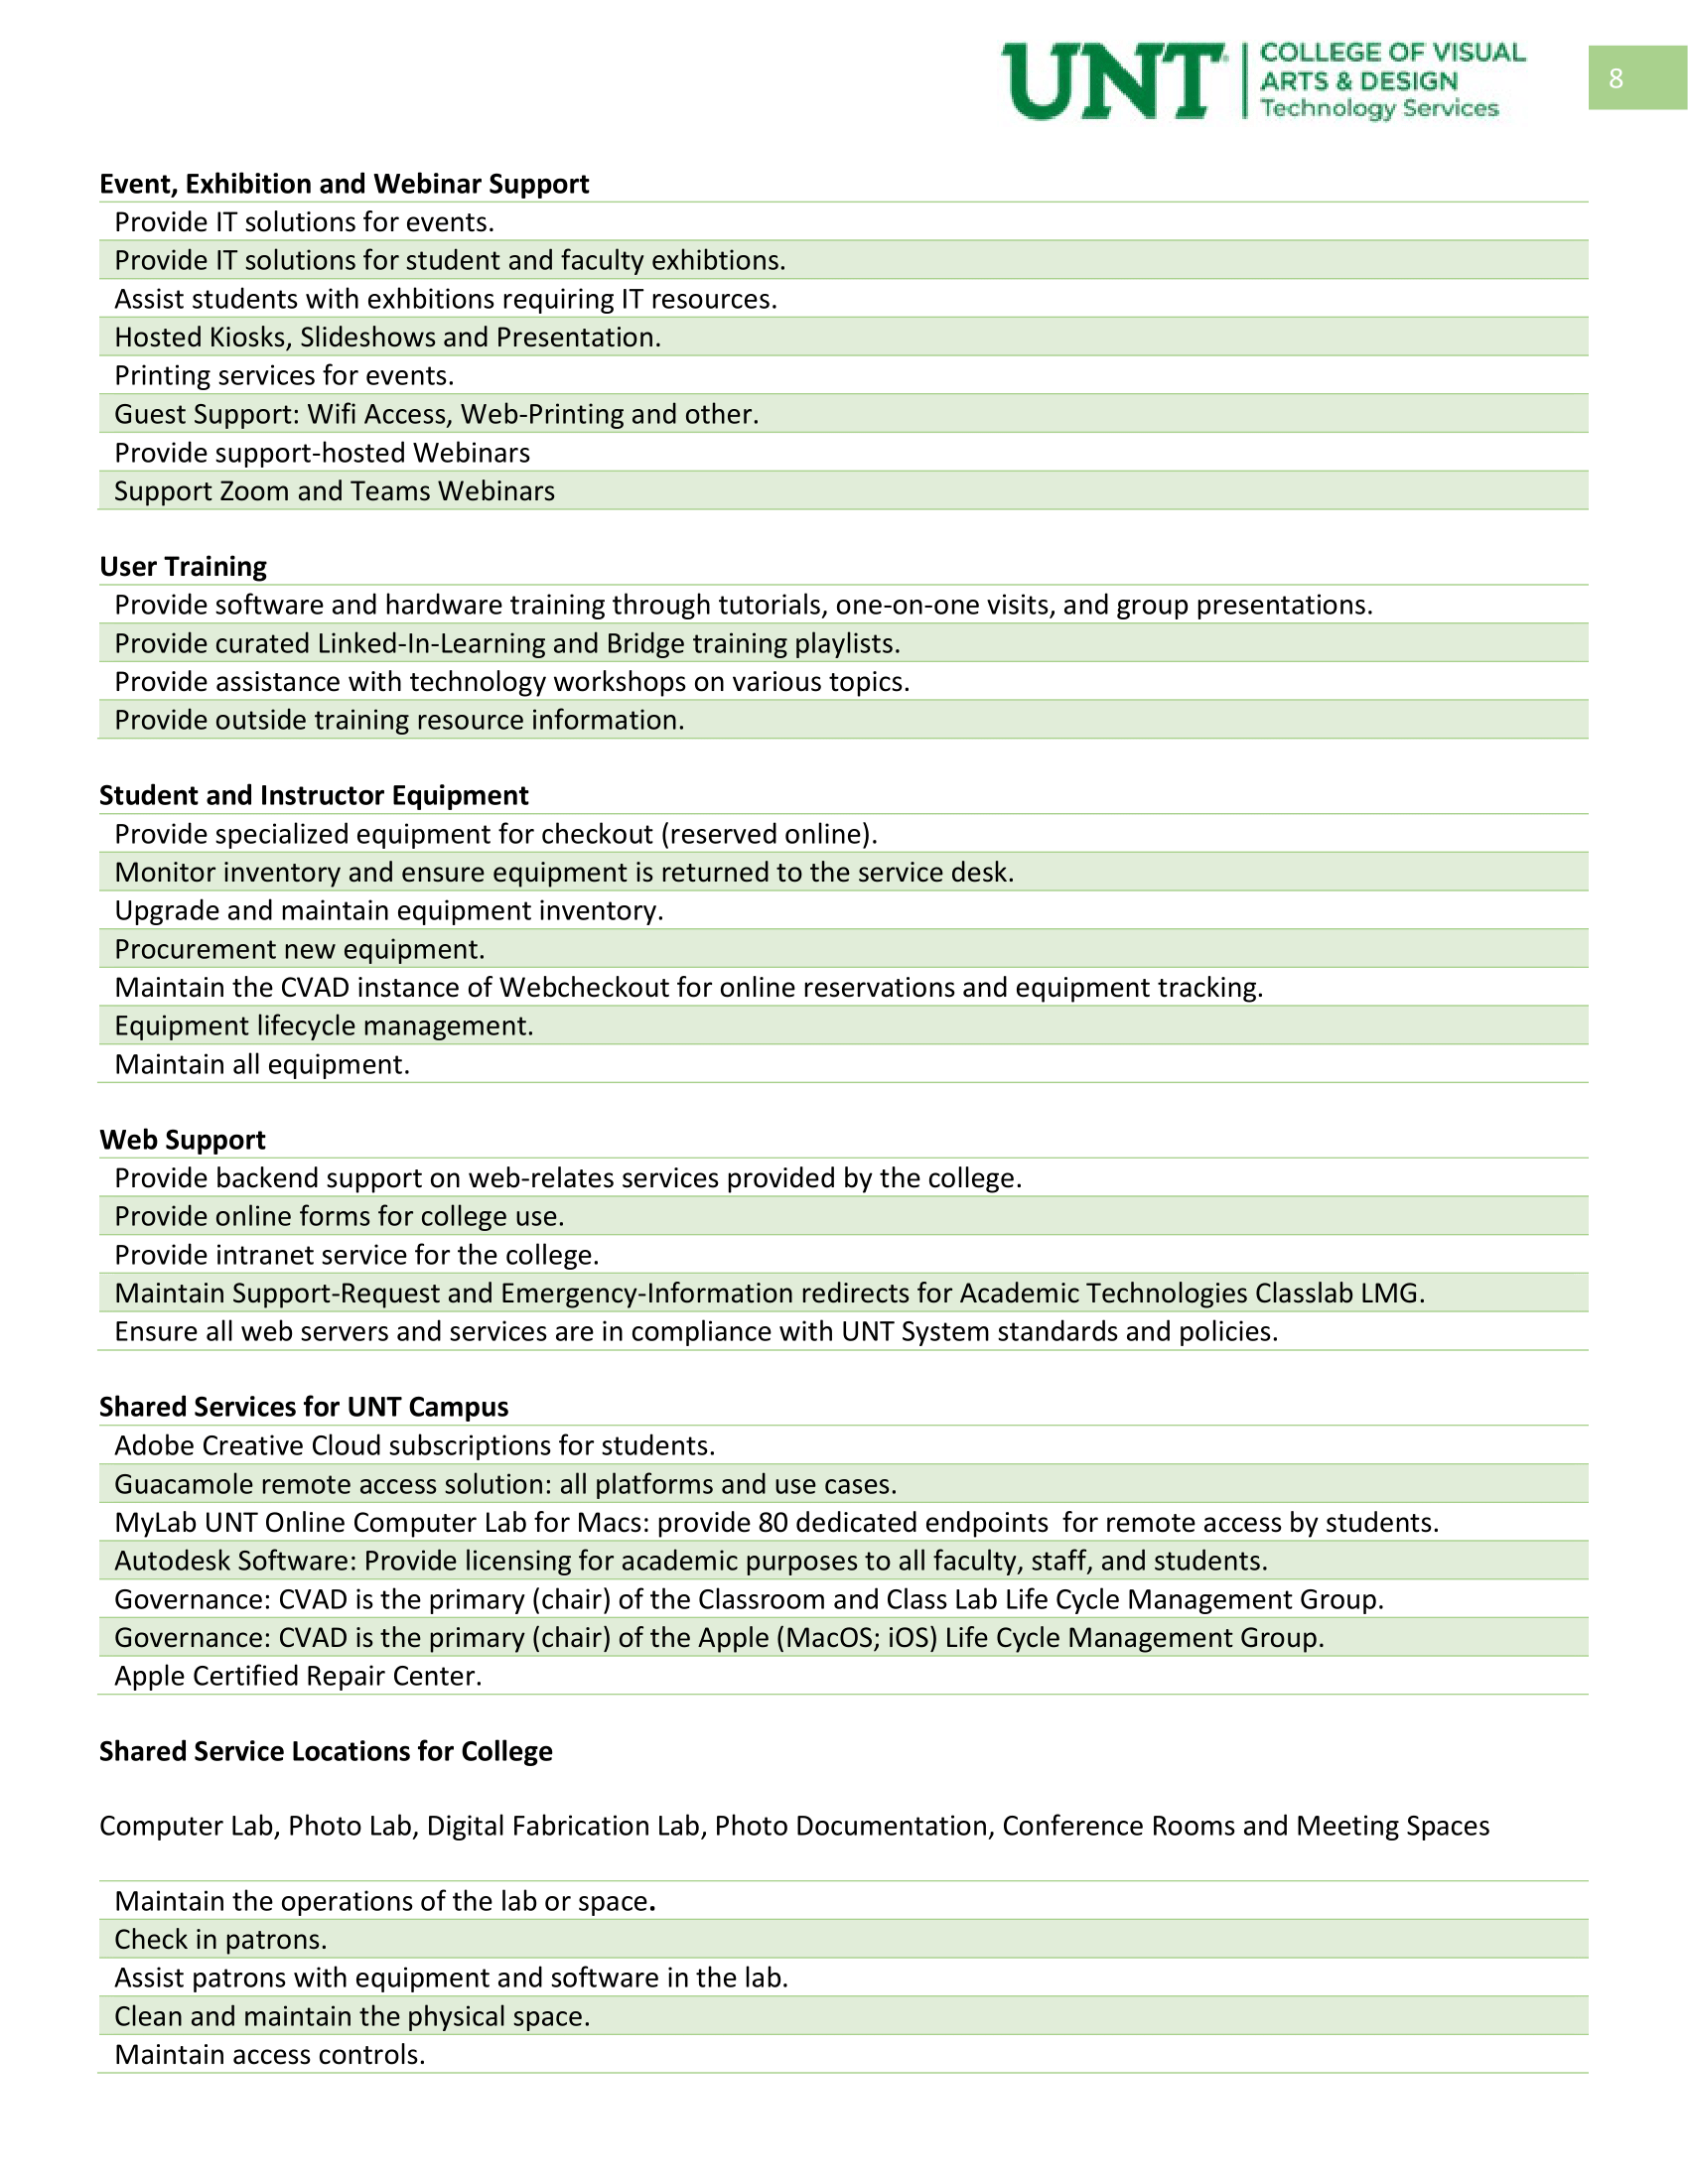 UNT® COLLEGE OF VISUAL
ARTS & DESIGN
Technology Services
8
Event, Exhibition and Webinar Support
Provide IT solutions for events.
Provide IT solutions for student and faculty exhibtions.
Assist students with exhbitions requiring IT resources.
Hosted Kiosks, Slideshows and Presentation.
Printing services for events.
Guest Support: Wifi Access, Web-Printing and other.
Provide support-hosted Webinars
Support Zoom and Teams Webinars
User Training
Provide software and hardware training through tutorials, one-on-one visits, and group presentations.
Provide curated Linked-In-Learning and Bridge training playlists.
Provide assistance with technology workshops on various topics.
Provide outside training resource information.
Student and Instructor Equipment
Provide specialized equipment for checkout (reserved online).
Monitor inventory and ensure equipment is returned to the service desk.
Upgrade and maintain equipment inventory.
Procurement new equipment.
Maintain the CVAD instance of Webcheckout for online reservations and equipment tracking.
Equipment lifecycle management.
Maintain all equipment.
Web Support
Provide backend support on web-relates services provided by the college.
Provide online forms for college use.
Provide intranet service for the college.
Maintain Support-Request and Emergency-Information redirects for Academic Technologies Classlab LMG.
Ensure all web servers and services are in compliance with UNT System standards and policies.
Shared Services for UNT Campus
Adobe Creative Cloud subscriptions for students.
Guacamole remote access solution: all platforms and use cases.
MyLab UNT Online Computer Lab for Macs: provide 80 dedicated endpoints  for remote access by students.
Autodesk Software: Provide licensing for academic purposes to all faculty, staff, and students.
Governance: CVAD is the primary (chair) of the Classroom and Class Lab Life Cycle Management Group.
Governance: CVAD is the primary (chair) of the Apple (MacOS; iOS) Life Cycle Management Group.
Apple Certified Repair Center.
Shared Service Locations for College
Computer Lab, Photo Lab, Digital Fabrication Lab, Photo Documentation, Conference Rooms and Meeting Spaces
Maintain the operations of the lab or space.
Check in patrons.
Assist patrons with equipment and software in the lab.
Clean and maintain the physical space.
Maintain access controls.